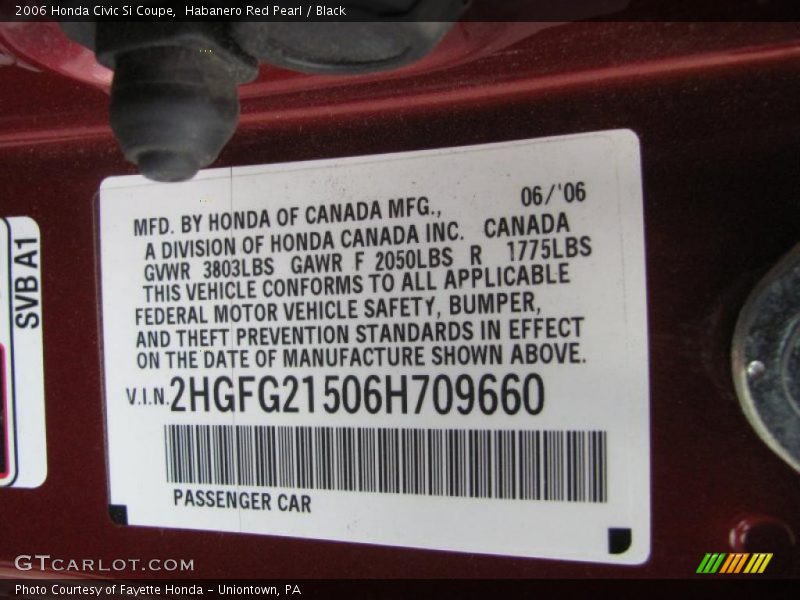 2006 Honda Civic Si Coupe,  Habanero Red Pearl / Black
SVB A1
06/'06
MFD. BY HONDA OF CANADA MFG.,
A DIVISION OF HONDA CANADA INC.  CANADA
GVWR 3803LBS GAWR F 2050LBS R 1775LBS
THIS VEHICLE CONFORMS TO ALL APPLICABLE
FEDERAL MOTOR VEHICLE SAFETY, BUMPER,
AND THEFT PREVENTION STANDARDS IN EFFECT
ON THE DATE OF MANUFACTURE SHOWN ABOVE.
V.I.N. 2HGFG21506H709660
PASSENGER CAR
GTCARLOT.COM
Photo Courtesy of Fayette Honda - Uniontown, PA